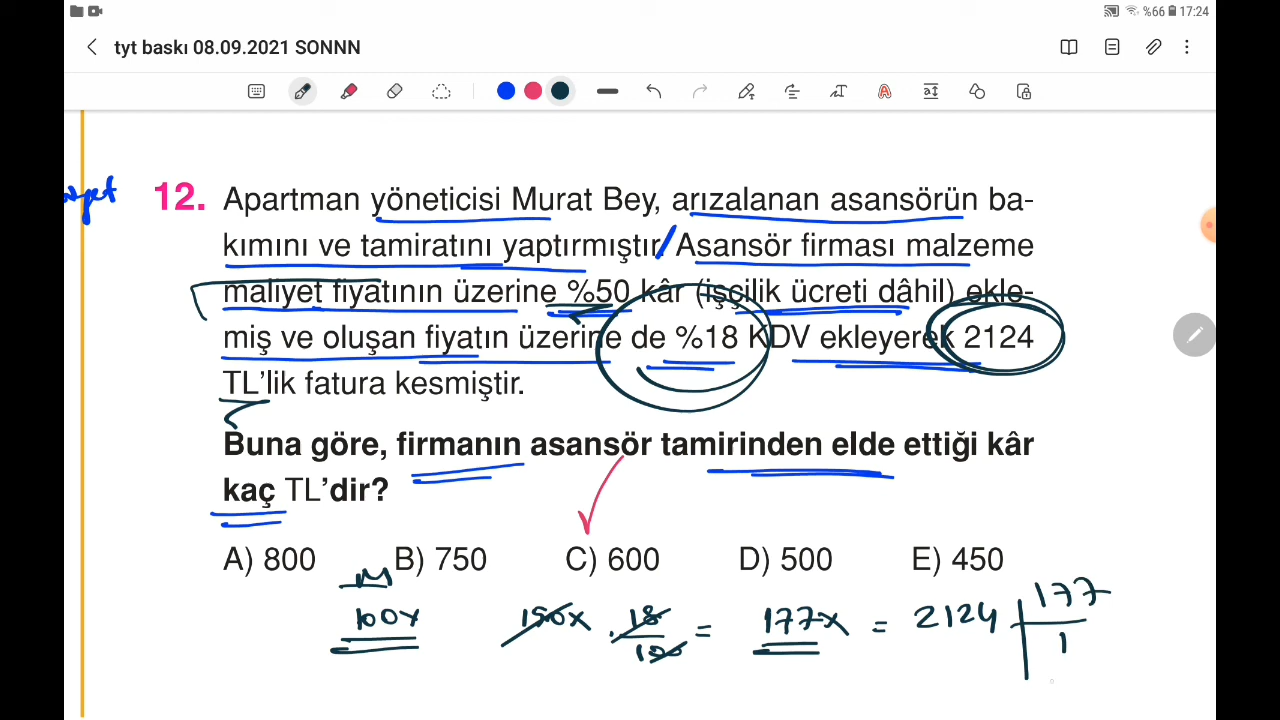 %66 17:24
tyt baskı 08.09.2021 SONNN
12. Apartman yöneticisi Murat Bey, arızalanan asansörün ba-
kımını ve tamiratını yaptırmıştır. Asansör firması malzeme
maliyet fiyatının üzerine %50 kâr (işçilik ücreti dâhil) ekle-
miş ve oluşan fiyatın üzerine de %18 KDV ekleyerek 2124
TL'lik fatura kesmiştir.
Buna göre, firmanın asansör tamirinden elde ettiği kâr
kaç TL'dir?
A) 800 B) 750 C) 600 D) 500 E) 450
M
100x 150x . 18/100 = 177x = 2124 177
1